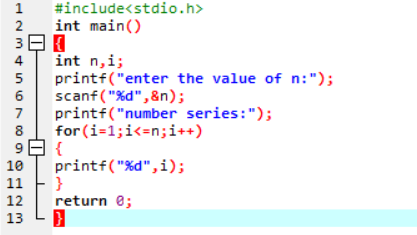 1 #include<stdio.h>
2 int main()
3 {
4 int n,i;
5 printf("enter the value of n:");
6 scanf("%d",&n);
7 printf("number series:");
8 for(i=1;i<=n;i++)
9 {
10 printf("%d",i);
11 }
12 return 0;
13 }